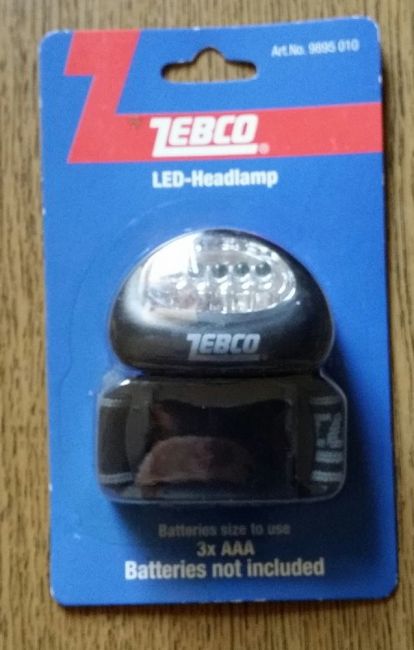 Art.No. 9895 010
ZEBCO®
LED-Headlamp
ZEBCO
Batteries size to use
3x AAA
Batteries not included